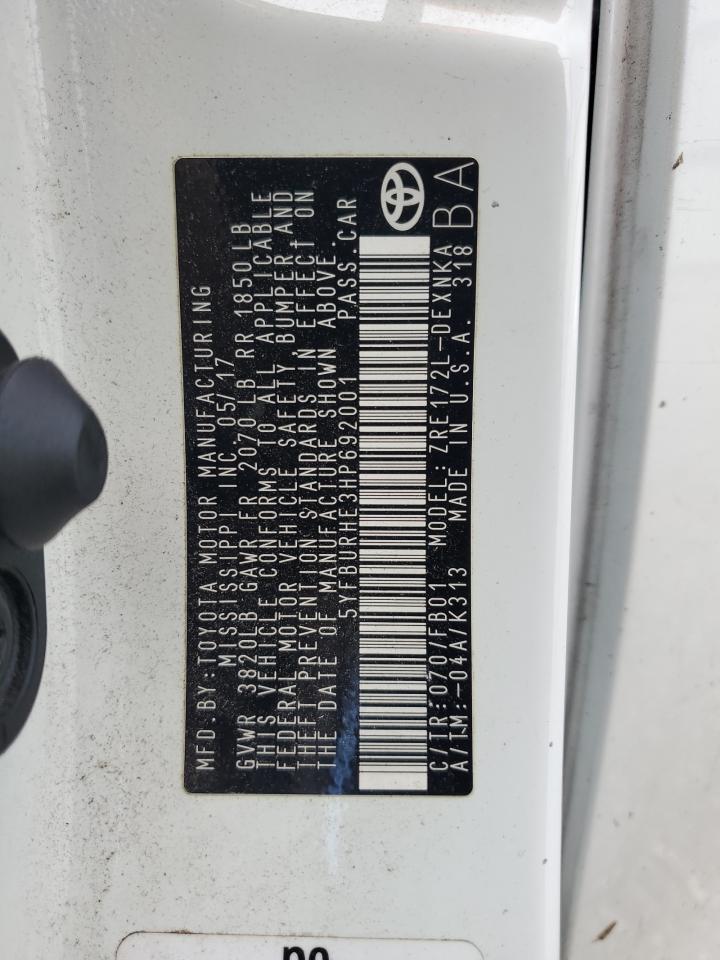 MFD.BY:TOYOTA MOTOR MANUFACTURING
MISSISSIPPI INC. 05/17
GVWR 3820LB GAWR FR 2070 LB RR 1850 LB
THIS VEHICLE CONFORMS TO ALL APPLICABLE
FEDERAL MOTOR VEHICLE SAFETY BUMPER AND
THEFT PREVENTION STANDARDS IN EFFECT ON
THE DATE OF MANUFACTURE SHOWN ABOVE.
5YFBURHE3HP692001 PASS.CAR
C/TR:070/FB01 MODEL:ZRE172L-DEXNKA
A/TM:-04A/K313 MADE IN U.S.A. 318
BA